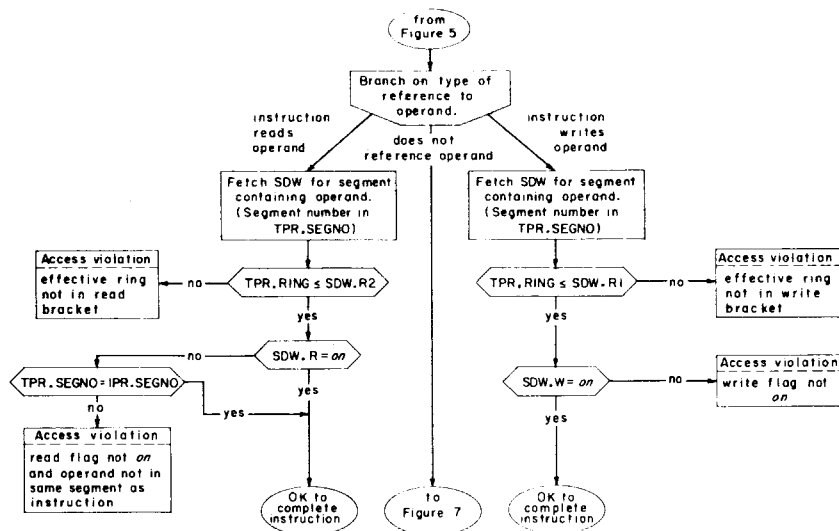 from
Figure 5
Branch on type of
reference to
operand.
instruction
reads
operand
does not
reference operand
instruction
writes
operand
Fetch SDW for segment
containing operand.
(Segment number in
TPR.SEGNO)
Fetch SDW for segment
containing operand.
(Segment number in
TPR.SEGNO)
Access violation
effective ring
not in read
bracket
no
TPR.RING ≤ SDW.R2
yes
TPR.RING ≤ SDW.R1
no
Access violation
effective ring
not in write
bracket
yes
no
SDW.R=on
yes
TPR.SEGNO=IPR.SEGNO
no
yes
SDW.W=on
no
Access violation
write flag not
on
yes
Access violation
read flag not on
and operand not in
same segment as
instruction
OK to
complete
instruction
to
Figure 7
OK to
complete
instruction